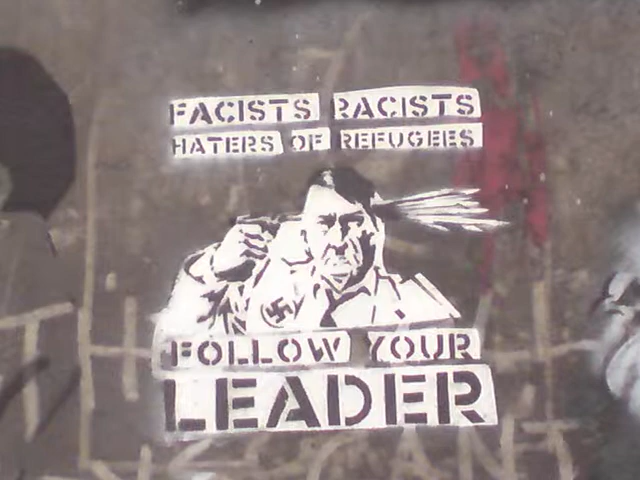 FACISTS RACISTS
HATERS OF REFUGEES
FOLLOW YOUR
LEADER